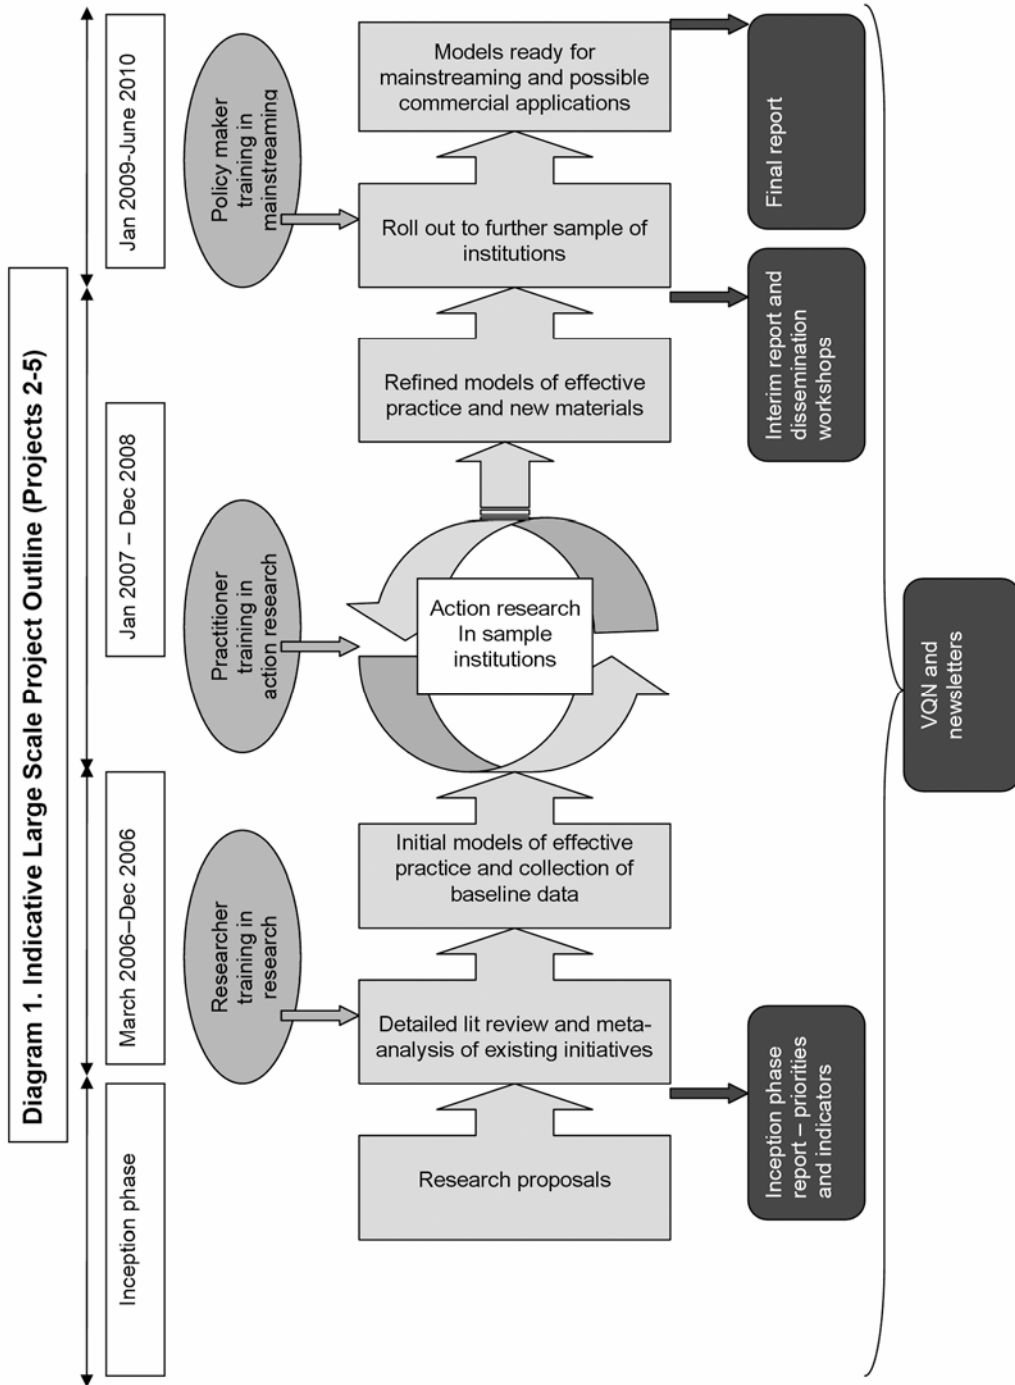 Diagram 1. Indicative Large Scale Project Outline (Projects 2-5)
Inception phase
March 2006–Dec 2006
Jan 2007 – Dec 2008
Jan 2009-June 2010
Researcher
training in
research
Practitioner
training in
action research
Policy maker
training in
mainstreaming
Research proposals
Detailed lit review and meta-
analysis of existing initiatives
Initial models of effective
practice and collection of
baseline data
Action research
In sample
institutions
Refined models of effective
practice and new materials
Roll out to further sample of
institutions
Models ready for
mainstreaming and possible
commercial applications
Inception phase
report – priorities
and indicators
Interim report and
dissemination
workshops
Final report
VQN and
newsletters